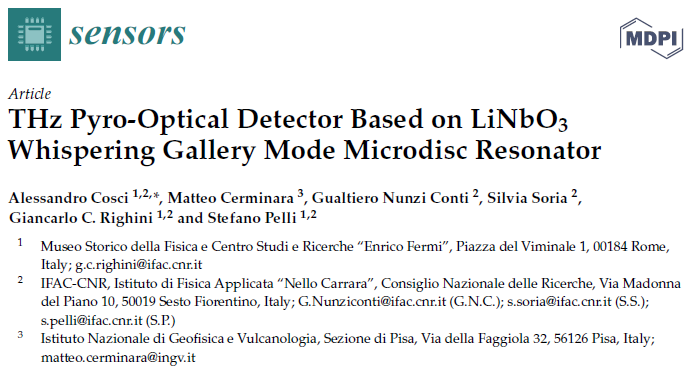 sensors
MDPI
Article
THz Pyro-Optical Detector Based on LiNbO₃
Whispering Gallery Mode Microdisc Resonator
Alessandro Cosci ¹,²,*, Matteo Cerminara ³, Gualtiero Nunzi Conti ², Silvia Soria ²,
Giancarlo C. Righini ¹,² and Stefano Pelli ¹,²
1 Museo Storico della Fisica e Centro Studi e Ricerche “Enrico Fermi”, Piazza del Viminale 1, 00184 Rome,
Italy; g.c.righini@ifac.cnr.it
2 IFAC-CNR, Istituto di Fisica Applicata “Nello Carrara”, Consiglio Nazionale delle Ricerche, Via Madonna
del Piano 10, 50019 Sesto Fiorentino, Italy; G.Nunziconti@ifac.cnr.it (G.N.C.); s.soria@ifac.cnr.it (S.S.);
s.pelli@ifac.cnr.it (S.P.)
3 Istituto Nazionale di Geofisica e Vulcanologia, Sezione di Pisa, Via della Faggiola 32, 56126 Pisa, Italy;
matteo.cerminara@ingv.it